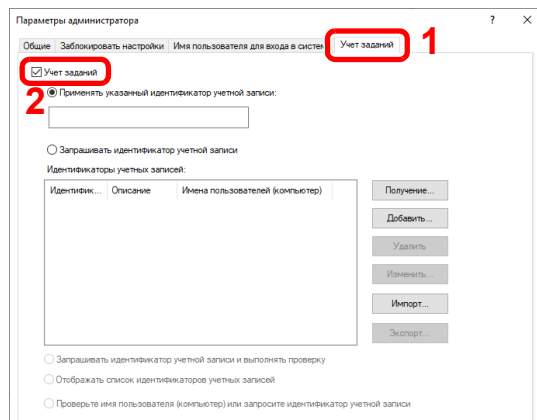 Параметры администратора ? ×
Общие Заблокировать настройки Имя пользователя для входа в систем Учет заданий 1
Учет заданий
2 Применять указанный идентификатор учетной записи:
Запрашивать идентификатор учетной записи
Идентификаторы учетных записей:
Идентифик... Описание Имена пользователей (компьютер) Получение...
Добавить...
Удалить
Изменить...
Импорт...
Экспорт...
Запрашивать идентификатор учетной записи и выполнять проверку
Отображать список идентификаторов учетных записей
Проверьте имя пользователя (компьютер) или запросите идентификатор учетной записи